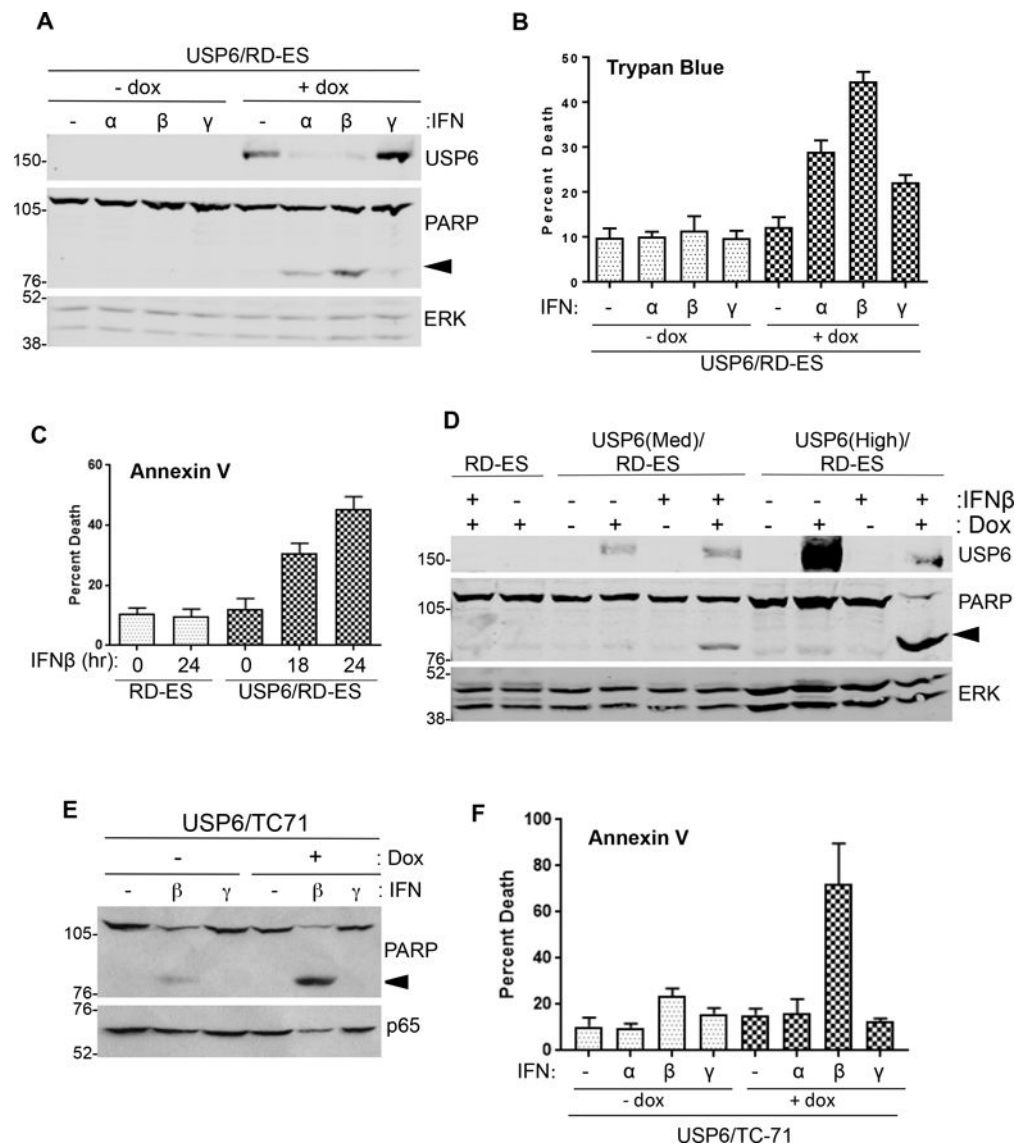 A
USP6/RD-ES
- dox + dox
- α β γ - α β γ :IFN
150- USP6
105- PARP
76-
52- ERK
38-
B
Trypan Blue
Percent Death
50
40
30
20
10
0
IFN: - α β γ - α β γ
- dox + dox
USP6/RD-ES
C
Annexin V
Percent Death
60
40
20
0
IFNβ (hr): 0 24 0 18 24
RD-ES USP6/RD-ES
D
RD-ES USP6(Med)/RD-ES USP6(High)/RD-ES
+ - - - + + - - + + :IFNβ
+ + - + - + - + - + : Dox
150- USP6
105- PARP
76-
52- ERK
38-
E
USP6/TC71
- + : Dox
- β γ - β γ : IFN
105- PARP
76-
76- p65
52-
F
Annexin V
Percent Death
100
80
60
40
20
0
IFN: - α β γ - α β γ
- dox + dox
USP6/TC-71